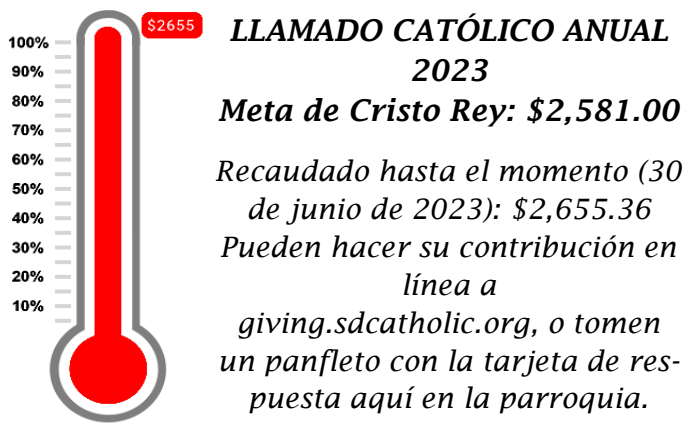 $2655
100%
90%
80%
70%
60%
50%
40%
30%
20%
10%
LLAMADO CATÓLICO ANUAL
2023
Meta de Cristo Rey: $2,581.00
Recaudado hasta el momento (30
de junio de 2023): $2,655.36
Pueden hacer su contribución en
línea a
giving.sdcatholic.org, o tomen
un panfleto con la tarjeta de res-
puesta aquí en la parroquia.